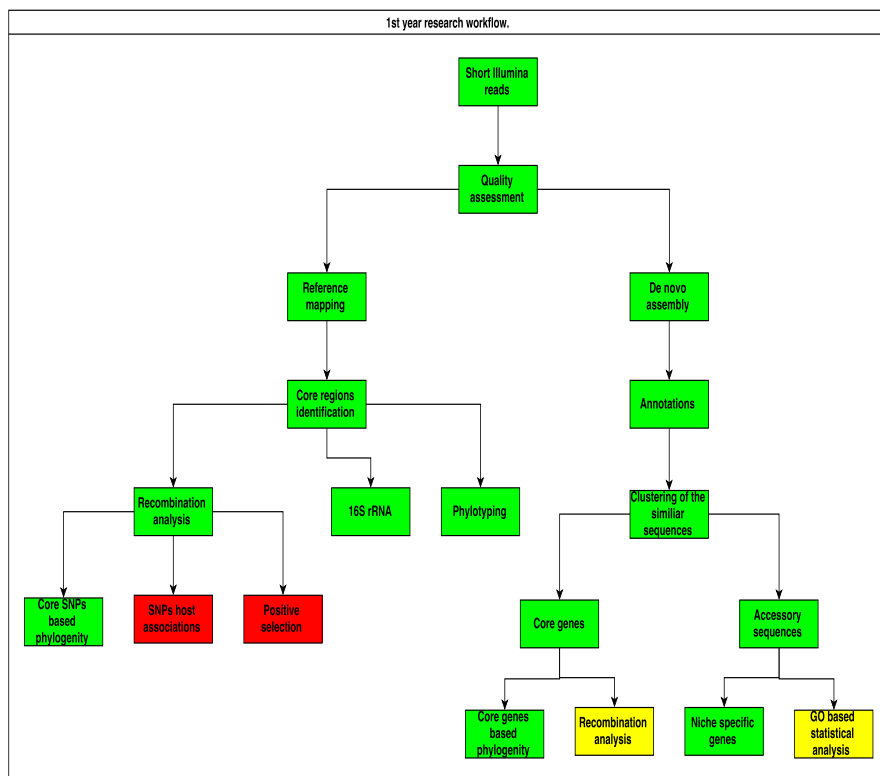 1st year research workflow.
Short Illumina
reads
Quality
assessment
Reference
mapping
De novo
assembly
Core regions
identification
Annotations
Recombination
analysis
16S rRNA
Phylotyping
Clustering of the
similiar
sequences
Core SNPs
based
phylogenity
SNPs host
associations
Positive
selection
Core genes
Accessory
sequences
Core genes
based
phylogenity
Recombination
analysis
Niche specific
genes
GO based
statistical
analysis